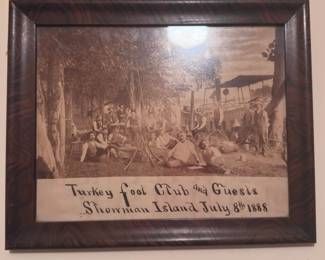 Turkey foot Club and Guests
Showman Island July 8th 1888